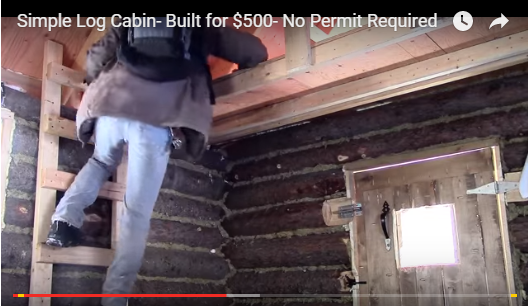 Simple Log Cabin- Built for $500- No Permit Required